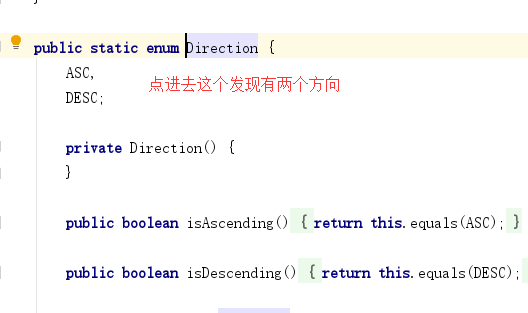 }
public static enum Direction {
ASC,
点进去这个发现有两个方向
DESC;
private Direction() {
}
public boolean isAscending() { return this.equals(ASC); }
public boolean isDescending() { return this.equals(DESC);